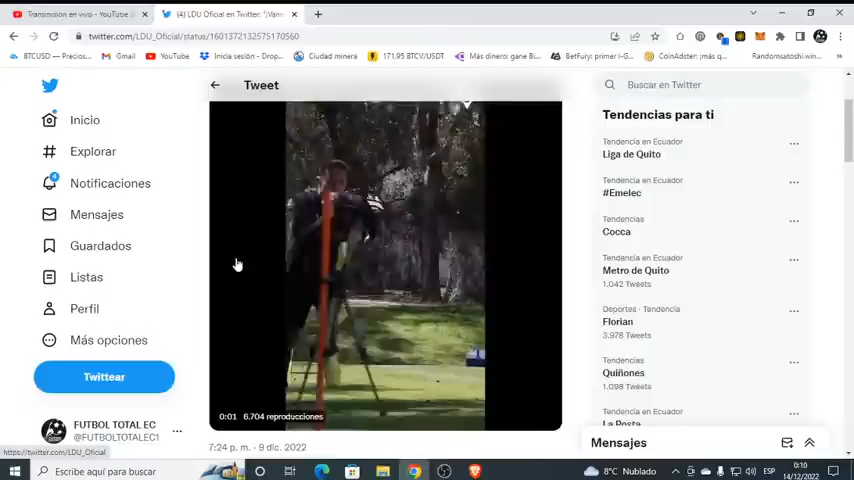 Transmisión en vivo - YouTube
(4) LDU Oficial en Twitter: "¡Vamo
twitter.com/LDU_Oficial/status/1601372132575170560
BTCUSD — Precios...
Gmail
YouTube
Inicia sesión - Drop...
Ciudad minera
171.95 BTCV/USDT
Más dinero: gane Bi...
BetFury: primer i-G...
CoinAdster: ¡más q...
Randomsatoshi.win...
Inicio
Explorar
4
Notificaciones
Mensajes
Guardados
Listas
Perfil
Más opciones
Twittear
FUTBOL TOTAL EC
@FUTBOLTOTALEC1
https://twitter.com/LDU_Oficial
Tweet
0:01 6.704 reproducciones
7:24 p. m. · 9 dic. 2022
Buscar en Twitter
Tendencias para ti
Tendencia en Ecuador
Liga de Quito
Tendencia en Ecuador
#Emelec
Tendencias
Cocca
Tendencia en Ecuador
Metro de Quito
1.042 Tweets
Deportes · Tendencia
Florian
3.978 Tweets
Tendencias
Quiñones
1.098 Tweets
Tendencia en Ecuador
La Posta
Mensajes
Escribe aquí para buscar
8°C Nublado
ESP
0:10
14/12/2022